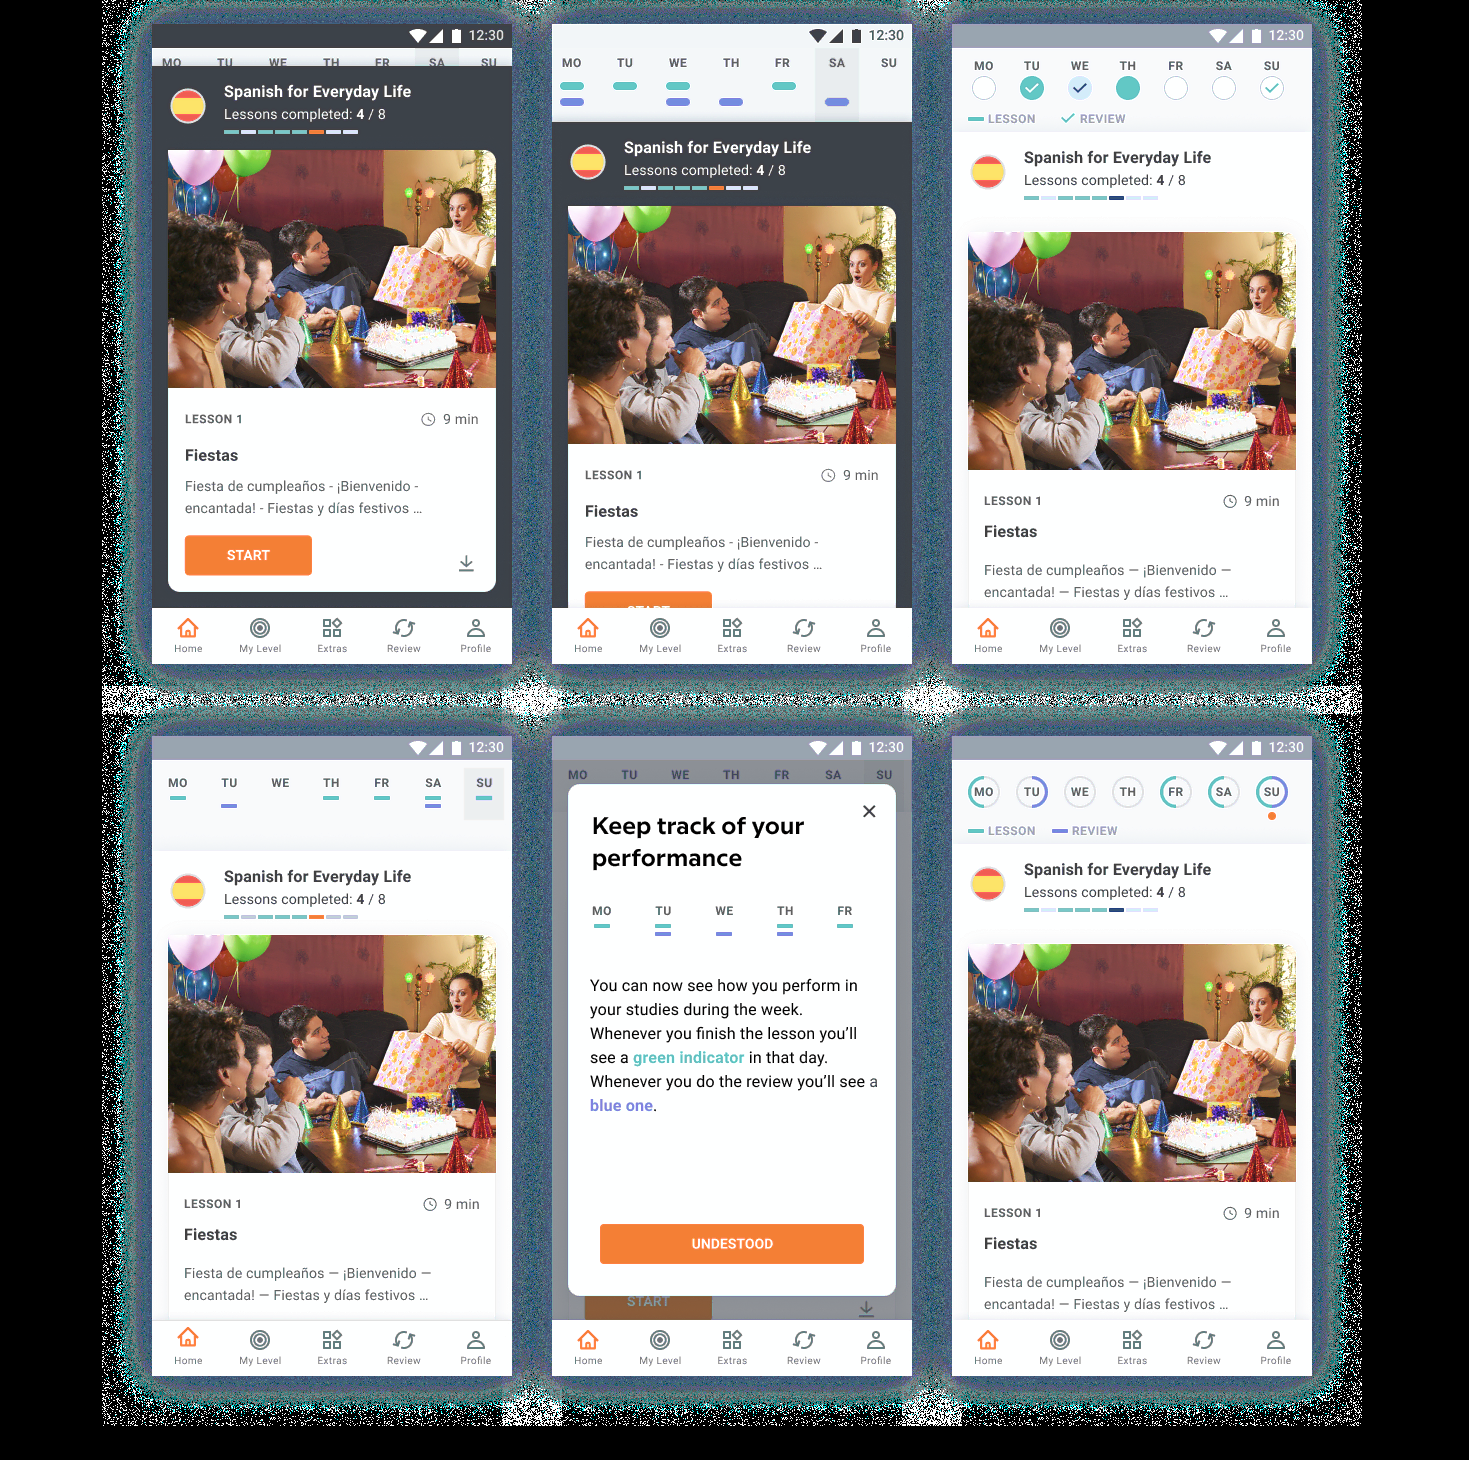 12:30
MO TU WE TH FR SA SU
Spanish for Everyday Life
Lessons completed: 4 / 8
LESSON 1 9 min
Fiestas
Fiesta de cumpleaños - ¡Bienvenido -
encantada! - Fiestas y días festivos ...
START
Home My Level Extras Review Profile
12:30
MO TU WE TH FR SA SU
Spanish for Everyday Life
Lessons completed: 4 / 8
LESSON 1 9 min
Fiestas
Fiesta de cumpleaños - ¡Bienvenido -
encantada! - Fiestas y días festivos ...
START
Home My Level Extras Review Profile
12:30
MO TU WE TH FR SA SU
LESSON REVIEW
Spanish for Everyday Life
Lessons completed: 4 / 8
LESSON 1 9 min
Fiestas
Fiesta de cumpleaños — ¡Bienvenido —
encantada! — Fiestas y días festivos ...
Home My Level Extras Review Profile
12:30
MO TU WE TH FR SA SU
Spanish for Everyday Life
Lessons completed: 4 / 8
LESSON 1 9 min
Fiestas
Fiesta de cumpleaños — ¡Bienvenido —
encantada! — Fiestas y días festivos ...
Home My Level Extras Review Profile
12:30
MO TU WE TH FR SA SU
Keep track of your
performance
MO TU WE TH FR
You can now see how you perform in
your studies during the week.
Whenever you finish the lesson you’ll
see a green indicator in that day.
Whenever you do the review you’ll see a
blue one.
UNDESTOOD
START
Home My Level Extras Review Profile
12:30
MO TU WE TH FR SA SU
LESSON REVIEW
Spanish for Everyday Life
Lessons completed: 4 / 8
LESSON 1 9 min
Fiestas
Fiesta de cumpleaños — ¡Bienvenido —
encantada! — Fiestas y días festivos ...
Home My Level Extras Review Profile